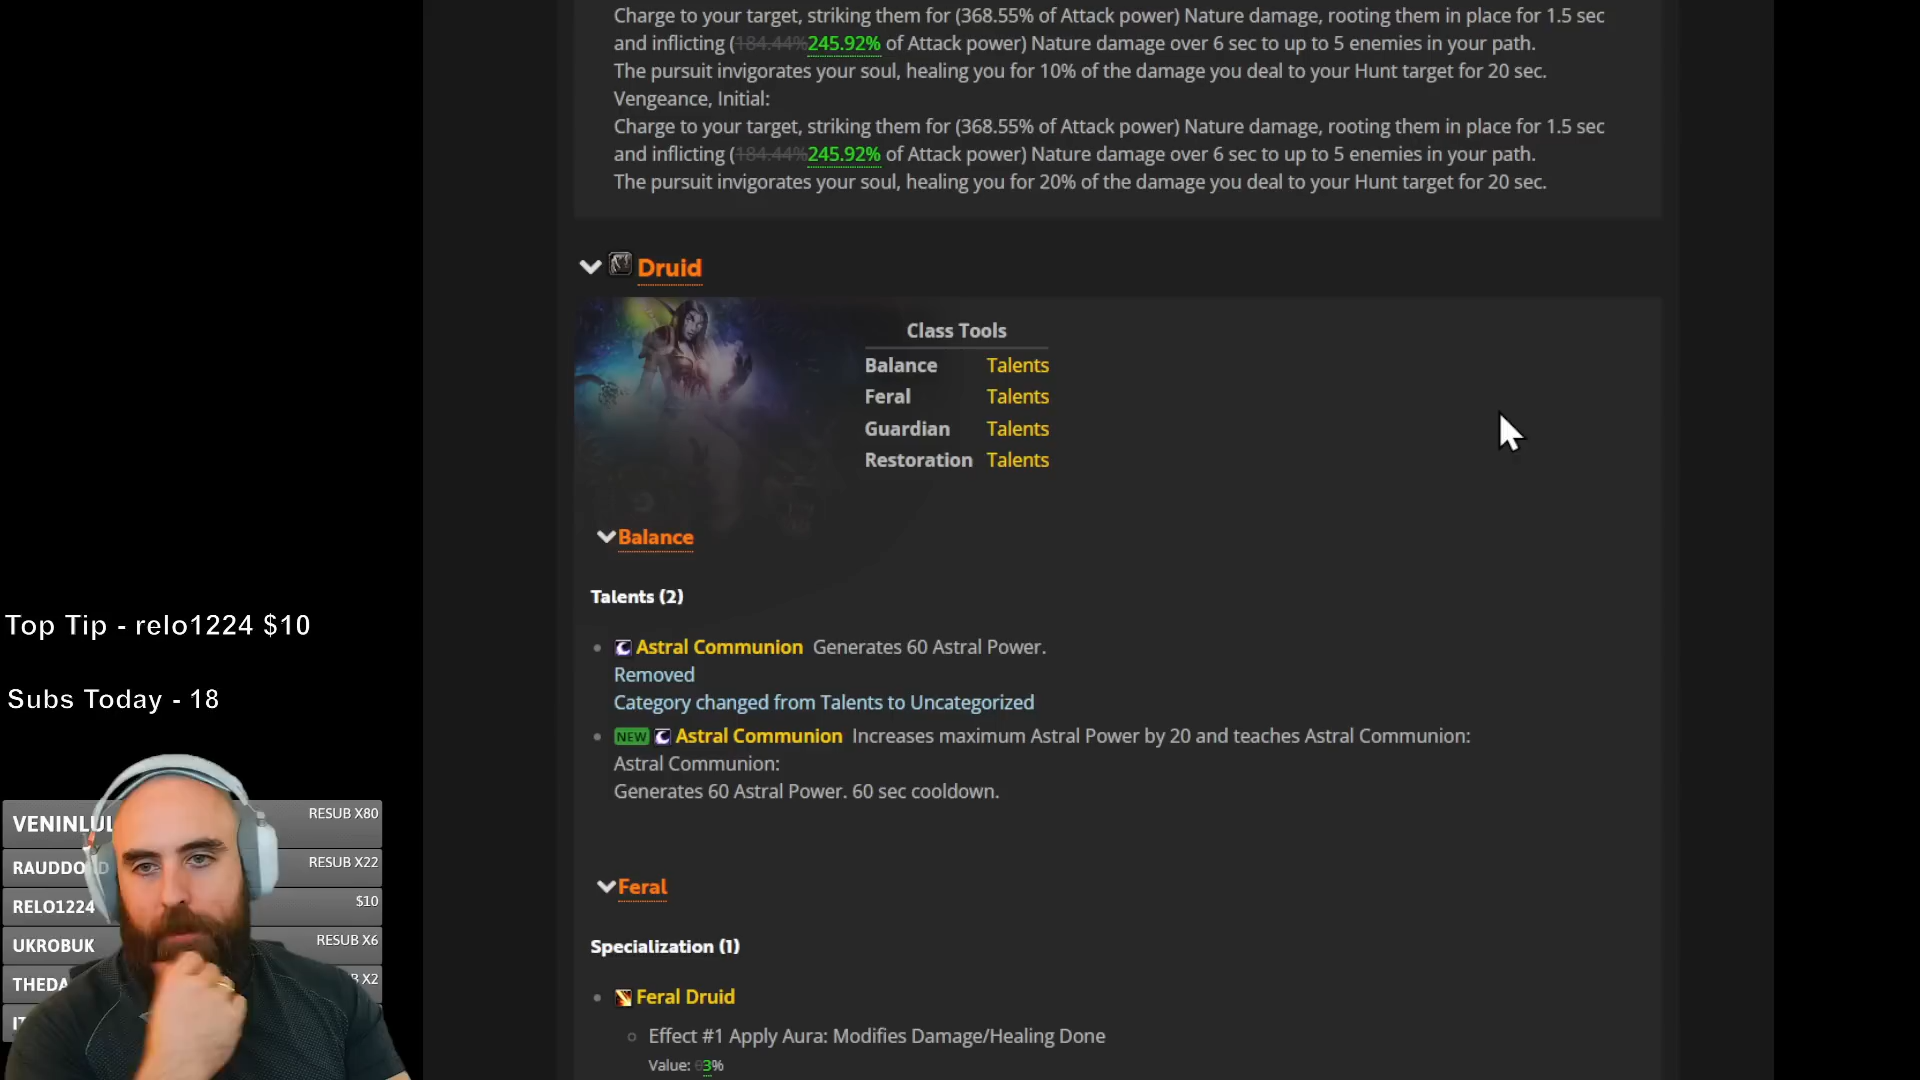 Charge to your target, striking them for (368.55% of Attack power) Nature damage, rooting them in place for 1.5 sec
and inflicting (184.44%245.92% of Attack power) Nature damage over 6 sec to up to 5 enemies in your path.
The pursuit invigorates your soul, healing you for 10% of the damage you deal to your Hunt target for 20 sec.
Vengeance, Initial:
Charge to your target, striking them for (368.55% of Attack power) Nature damage, rooting them in place for 1.5 sec
and inflicting (184.44%245.92% of Attack power) Nature damage over 6 sec to up to 5 enemies in your path.
The pursuit invigorates your soul, healing you for 20% of the damage you deal to your Hunt target for 20 sec.
Druid
Class Tools
Balance Talents
Feral Talents
Guardian Talents
Restoration Talents
Balance
Talents (2)
Astral Communion Generates 60 Astral Power.
Removed
Category changed from Talents to Uncategorized
NEW Astral Communion Increases maximum Astral Power by 20 and teaches Astral Communion:
Astral Communion:
Generates 60 Astral Power. 60 sec cooldown.
Feral
Specialization (1)
Feral Druid
Effect #1 Apply Aura: Modifies Damage/Healing Done
Value: 03%
Top Tip - relo1224 $10
Subs Today - 18
VENINLUL RESUB X80
RESUB X22
RELO1224 $10
UKROBUK RESUB X6
X2